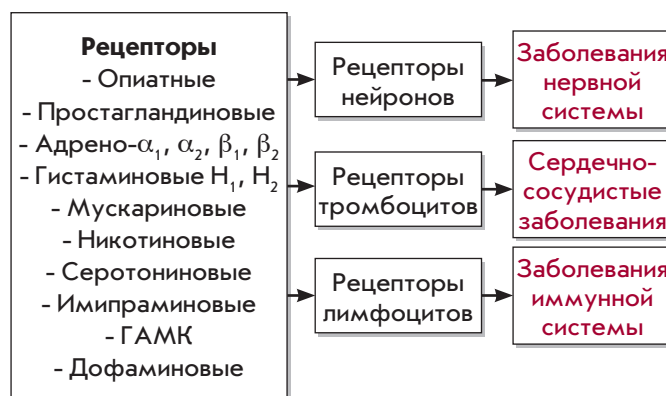 Рецепторы
- Опиатные
- Простагландиновые
- Адрено-α₁, α₂, β₁, β₂
- Гистаминовые H₁, H₂
- Мускариновые
- Никотиновые
- Серотониновые
- Имипраминовые
- ГАМК
- Дофаминовые
Рецепторы
нейронов
Заболевания
нервной
системы
Рецепторы
тромбоцитов
Сердечно-
сосудистые
заболевания
Рецепторы
лимфоцитов
Заболевания
иммунной
системы